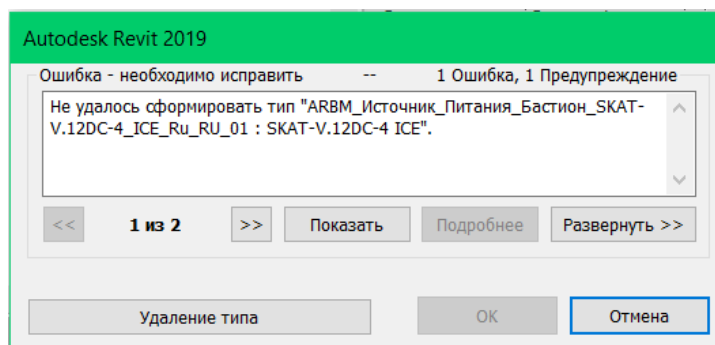 Autodesk Revit 2019
Ошибка - необходимо исправить -- 1 Ошибка, 1 Предупреждение
Не удалось сформировать тип "ARBM_Источник_Питания_Бастион_SKAT-
V.12DC-4_ICE_Ru_RU_01 : SKAT-V.12DC-4 ICE".
<< 1 из 2 >> Показать Подробнее Развернуть >>
Удаление типа ОК Отмена